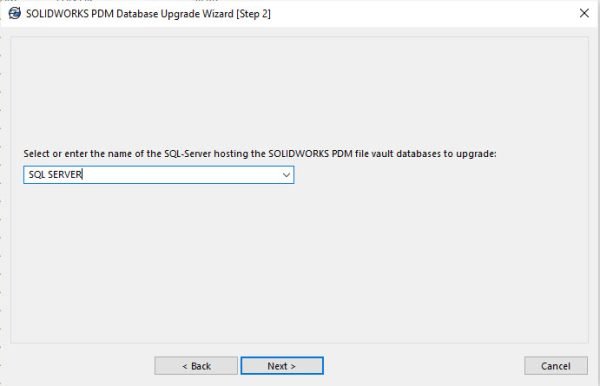 SOLIDWORKS PDM Database Upgrade Wizard [Step 2]
Select or enter the name of the SQL-Server hosting the SOLIDWORKS PDM file vault databases to upgrade:
SQL SERVER
< Back
Next >
Cancel